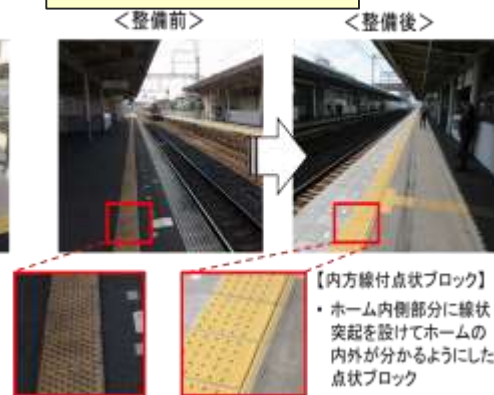 <整備前>
<整備後>
【内方線付点状ブロック】
・ホーム内側部分に線状
突起を設けてホームの
内外が分かるようにした
点状ブロック